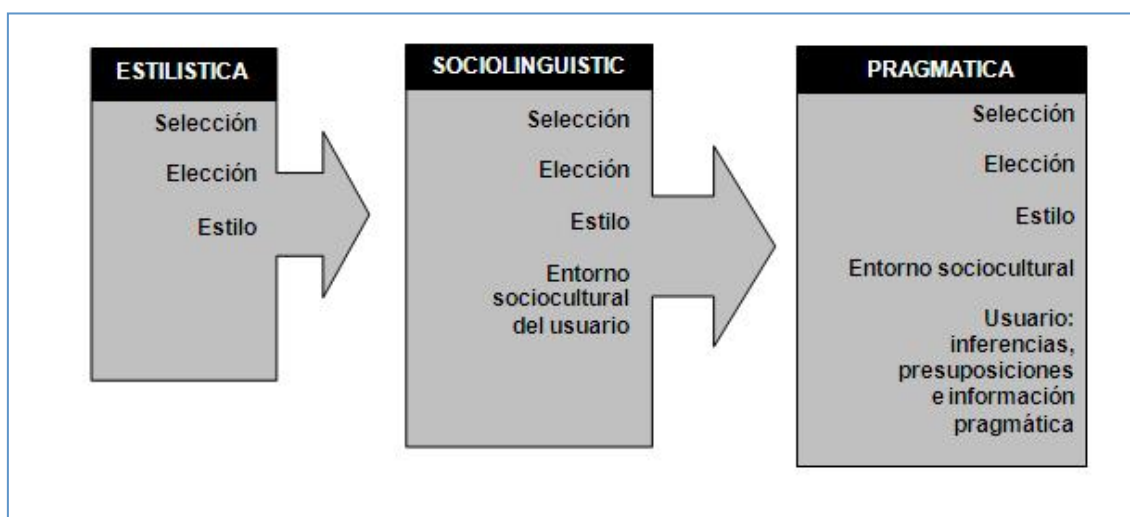 ESTILISTICA
Selección
Elección
Estilo
SOCIOLINGUISTIC
Selección
Elección
Estilo
Entorno
sociocultural
del usuario
PRAGMATICA
Selección
Elección
Estilo
Entorno sociocultural
Usuario:
inferencias,
presuposiciones
e información
pragmática